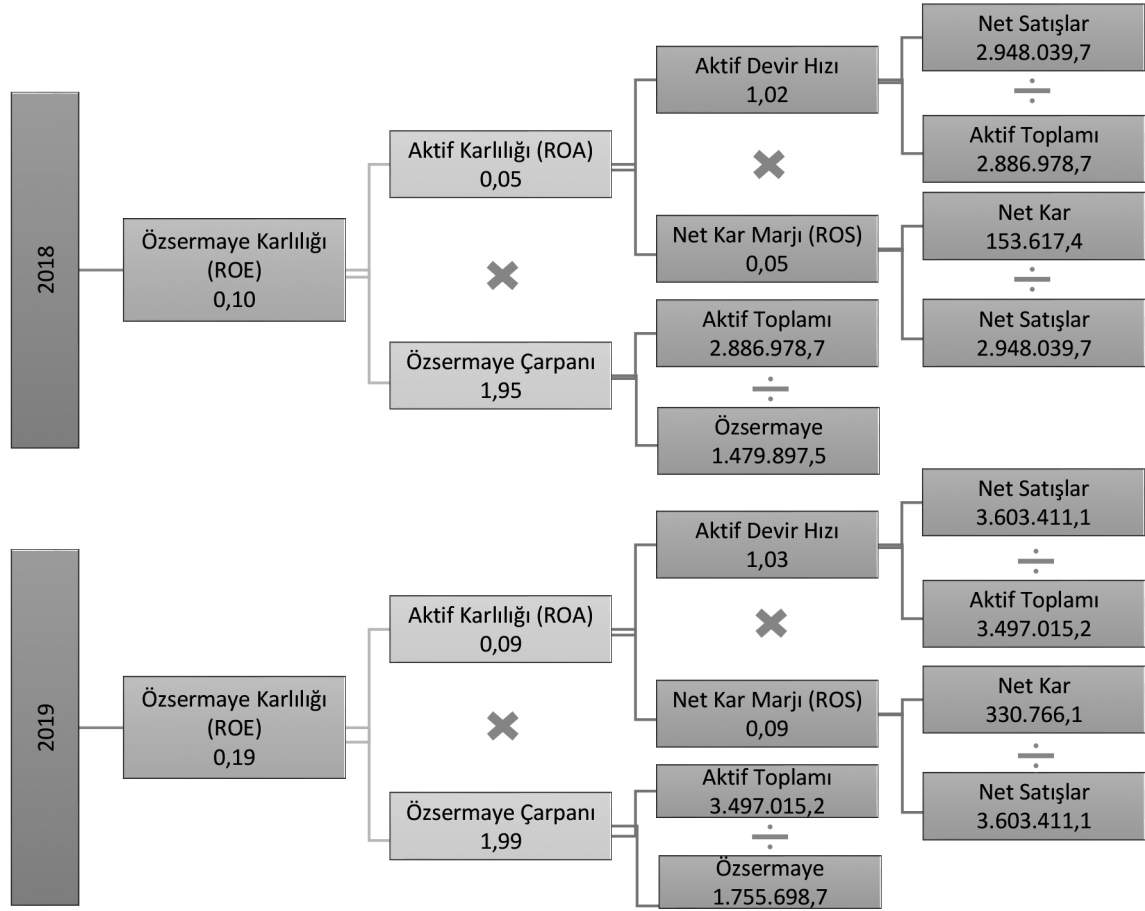 2018
Özsermaye Karlılığı
(ROE)
0,10
Aktif Karlılığı (ROA)
0,05
Özsermaye Çarpanı
1,95
Aktif Devir Hızı
1,02
Net Kar Marjı (ROS)
0,05
Aktif Toplamı
2.886.978,7
Özsermaye
1.479.897,5
Net Satışlar
2.948.039,7
Aktif Toplamı
2.886.978,7
Net Kar
153.617,4
Net Satışlar
2.948.039,7
2019
Özsermaye Karlılığı
(ROE)
0,19
Aktif Karlılığı (ROA)
0,09
Özsermaye Çarpanı
1,99
Aktif Devir Hızı
1,03
Net Kar Marjı (ROS)
0,09
Aktif Toplamı
3.497.015,2
Özsermaye
1.755.698,7
Net Satışlar
3.603.411,1
Aktif Toplamı
3.497.015,2
Net Kar
330.766,1
Net Satışlar
3.603.411,1